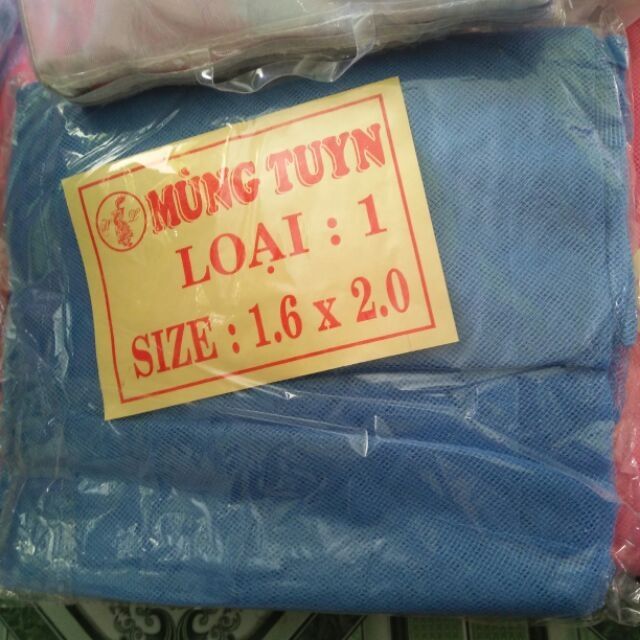 MÙNG TUYN
LOẠI : 1
SIZE : 1.6 x 2.0